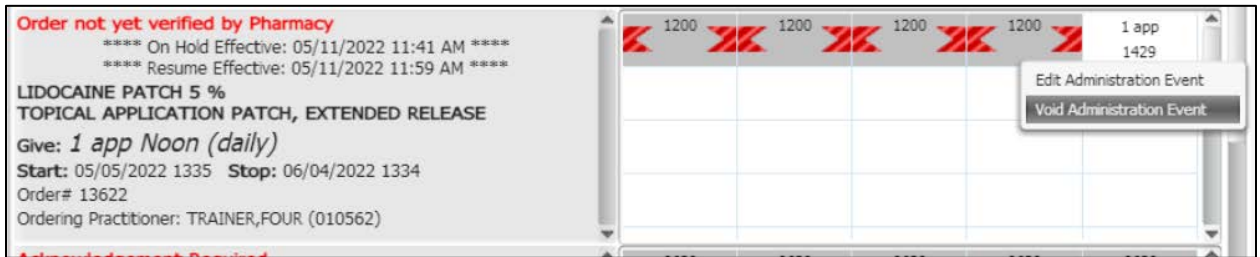 Order not yet verified by Pharmacy
**** On Hold Effective: 05/11/2022 11:41 AM ****
**** Resume Effective: 05/11/2022 11:59 AM ****
LIDOCAINE PATCH 5 %
TOPICAL APPLICATION PATCH, EXTENDED RELEASE
Give: 1 app Noon (daily)
Start: 05/05/2022 1335 Stop: 06/04/2022 1334
Order# 13622
Ordering Practitioner: TRAINER,FOUR (010562)
1200 1200 1200 1200 1 app
1429
Edit Administration Event
Void Administration Event